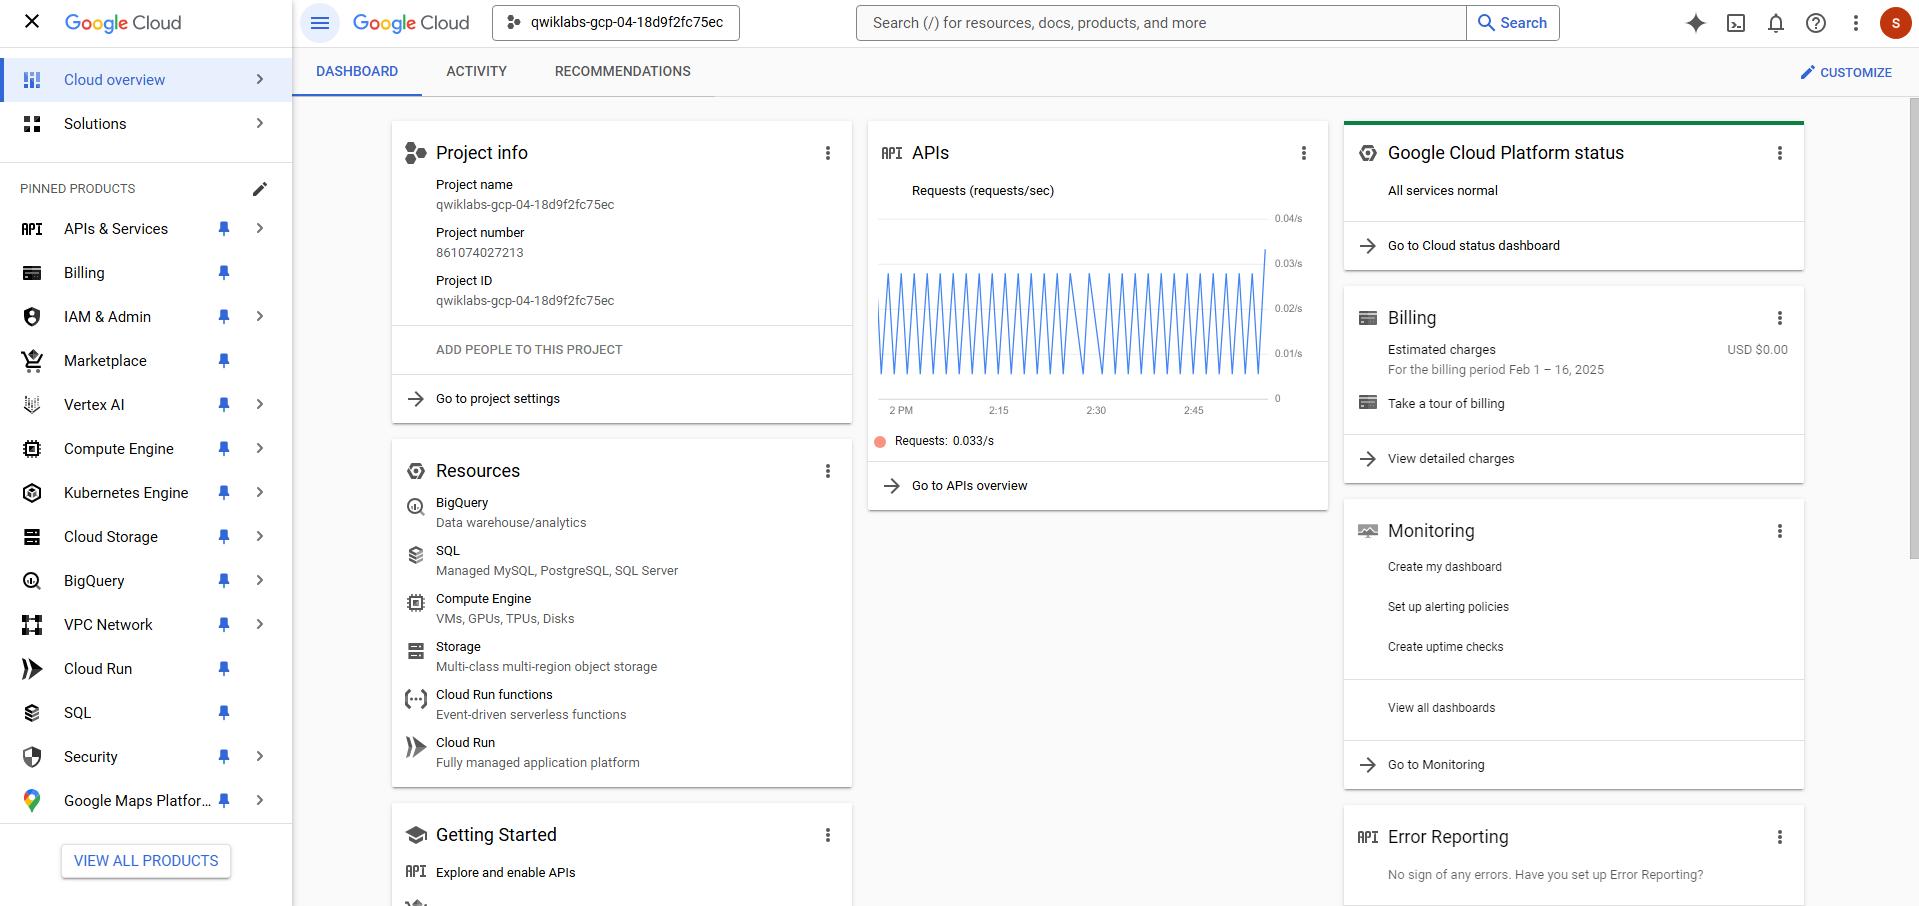 Google Cloud
Cloud overview
Solutions
PINNED PRODUCTS
API APIs & Services
Billing
IAM & Admin
Marketplace
Vertex AI
Compute Engine
Kubernetes Engine
Cloud Storage
BigQuery
VPC Network
Cloud Run
SQL
Security
Google Maps Platfor...
VIEW ALL PRODUCTS
Google Cloud
qwiklabs-gcp-04-18d9f2fc75ec
Search (/) for resources, docs, products, and more
Search
S
DASHBOARD
ACTIVITY
RECOMMENDATIONS
CUSTOMIZE
Project info
Project name
qwiklabs-gcp-04-18d9f2fc75ec
Project number
861074027213
Project ID
qwiklabs-gcp-04-18d9f2fc75ec
ADD PEOPLE TO THIS PROJECT
Go to project settings
Resources
BigQuery
Data warehouse/analytics
SQL
Managed MySQL, PostgreSQL, SQL Server
Compute Engine
VMs, GPUs, TPUs, Disks
Storage
Multi-class multi-region object storage
Cloud Run functions
Event-driven serverless functions
Cloud Run
Fully managed application platform
Getting Started
API Explore and enable APIs
API APIs
Requests (requests/sec)
0.04/s
0.03/s
0.02/s
0.01/s
0
2 PM
2:15
2:30
2:45
Requests: 0.033/s
Go to APIs overview
Google Cloud Platform status
All services normal
Go to Cloud status dashboard
Billing
Estimated charges
USD $0.00
For the billing period Feb 1 – 16, 2025
Take a tour of billing
View detailed charges
Monitoring
Create my dashboard
Set up alerting policies
Create uptime checks
View all dashboards
Go to Monitoring
API Error Reporting
No sign of any errors. Have you set up Error Reporting?